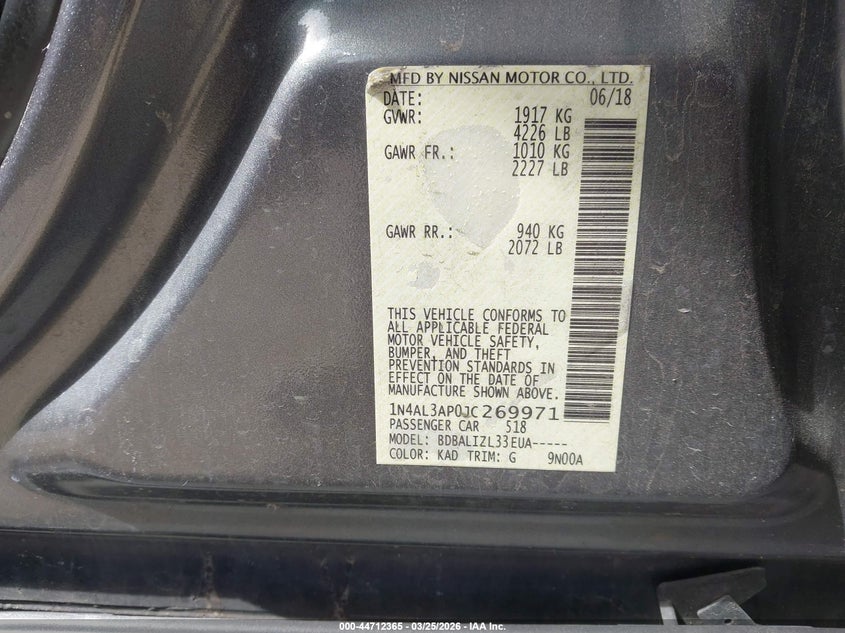 MFD BY NISSAN MOTOR CO., LTD.
DATE: 06/18
GVWR: 1917 KG
4226 LB
GAWR FR.: 1010 KG
2227 LB
GAWR RR.: 940 KG
2072 LB
THIS VEHICLE CONFORMS TO
ALL APPLICABLE FEDERAL
MOTOR VEHICLE SAFETY,
BUMPER, AND THEFT
PREVENTION STANDARDS IN
EFFECT ON THE DATE OF
MANUFACTURE SHOWN ABOVE.
1N4AL3AP0JC269971
PASSENGER CAR 518
MODEL: BDBALIZL33EUA-----
COLOR: KAD TRIM: G 9N00A
000-44712365 - 03/25/2026 - IAA Inc.